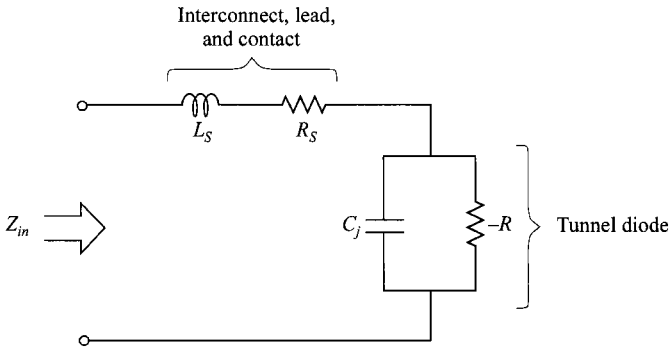 Interconnect, lead,
and contact
L_S
R_S
Z_in
C_j
–R
Tunnel diode